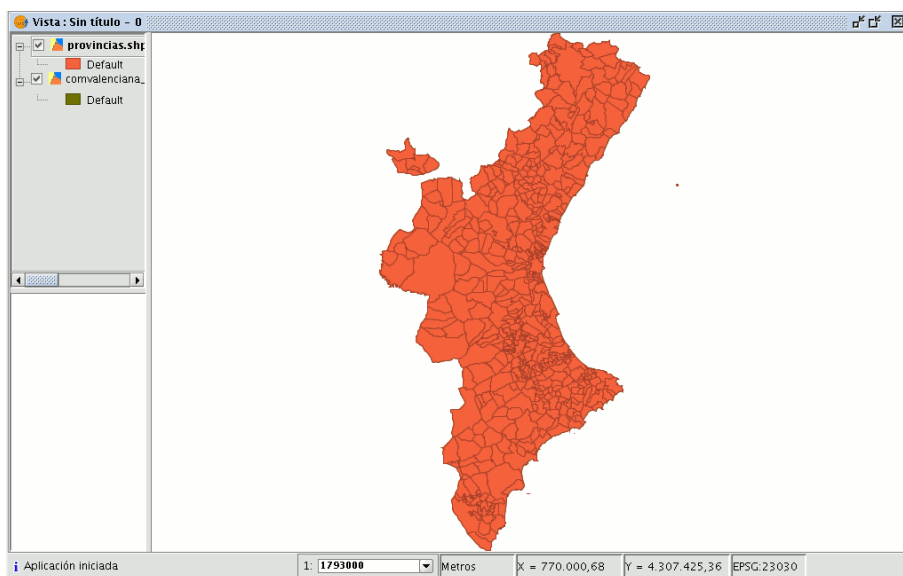 Vista : Sin título - 0
provincias.shp
Default
comvalenciana_
Default
Aplicación iniciada
1: 1793000
Metros
X = 770.000,68
Y = 4.307.425,36
EPSG:23030